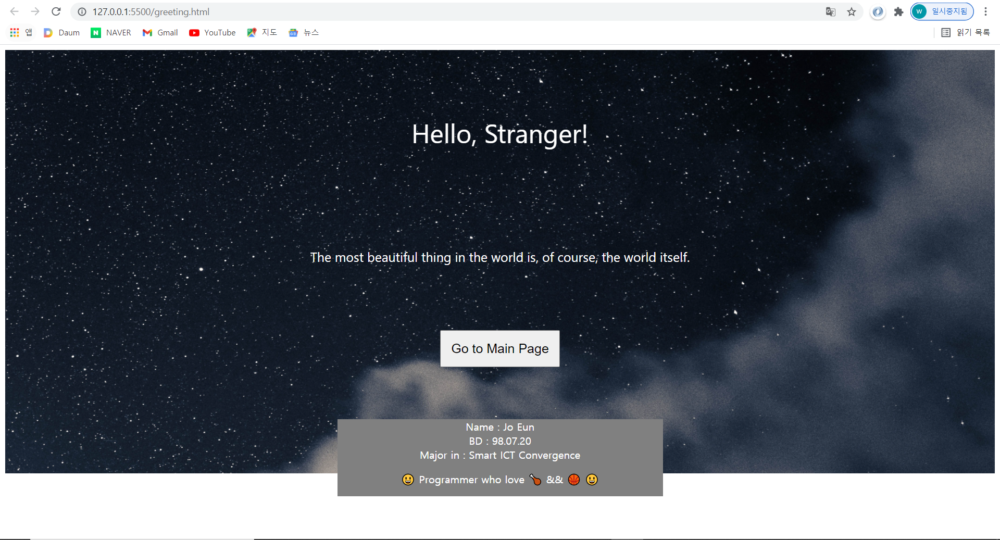 127.0.0.1:5500/greeting.html
W 일시중지됨
앱 Daum NAVER Gmail YouTube 지도 뉴스 읽기 목록
Hello, Stranger!
The most beautiful thing in the world is, of course, the world itself.
Go to Main Page
Name : Jo Eun
BD : 98.07.20
Major in : Smart ICT Convergence
😃 Programmer who love 🍗 && 🏀 😃